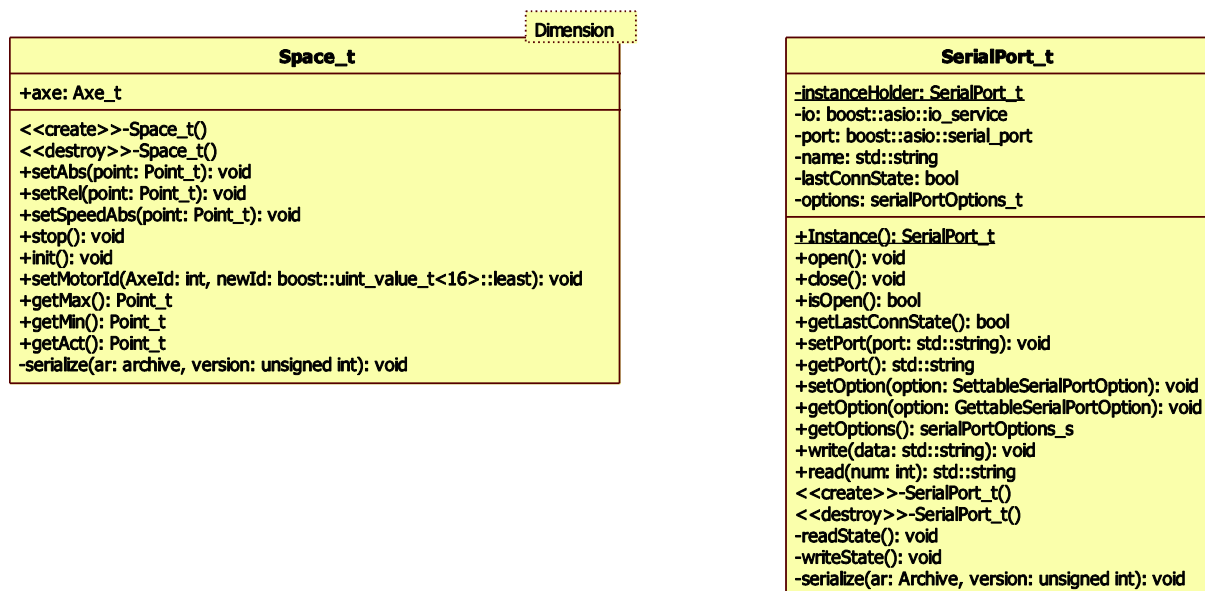 Dimension
Space_t
+axe: Axe_t
<<create>>-Space_t()
<<destroy>>-Space_t()
+setAbs(point: Point_t): void
+setRel(point: Point_t): void
+setSpeedAbs(point: Point_t): void
+stop(): void
+init(): void
+setMotorId(AxeId: int, newId: boost::uint_value_t<16>::least): void
+getMax(): Point_t
+getMin(): Point_t
+getAct(): Point_t
-serialize(ar: archive, version: unsigned int): void
SerialPort_t
-instanceHolder: SerialPort_t
-io: boost::asio::io_service
-port: boost::asio::serial_port
-name: std::string
-lastConnState: bool
-options: serialPortOptions_t
+Instance(): SerialPort_t
+open(): void
+close(): void
+isOpen(): bool
+getLastConnState(): bool
+setPort(port: std::string): void
+getPort(): std::string
+setOption(option: SettableSerialPortOption): void
+getOption(option: GettableSerialPortOption): void
+getOptions(): serialPortOptions_s
+write(data: std::string): void
+read(num: int): std::string
<<create>>-SerialPort_t()
<<destroy>>-SerialPort_t()
-readState(): void
-writeState(): void
-serialize(ar: Archive, version: unsigned int): void